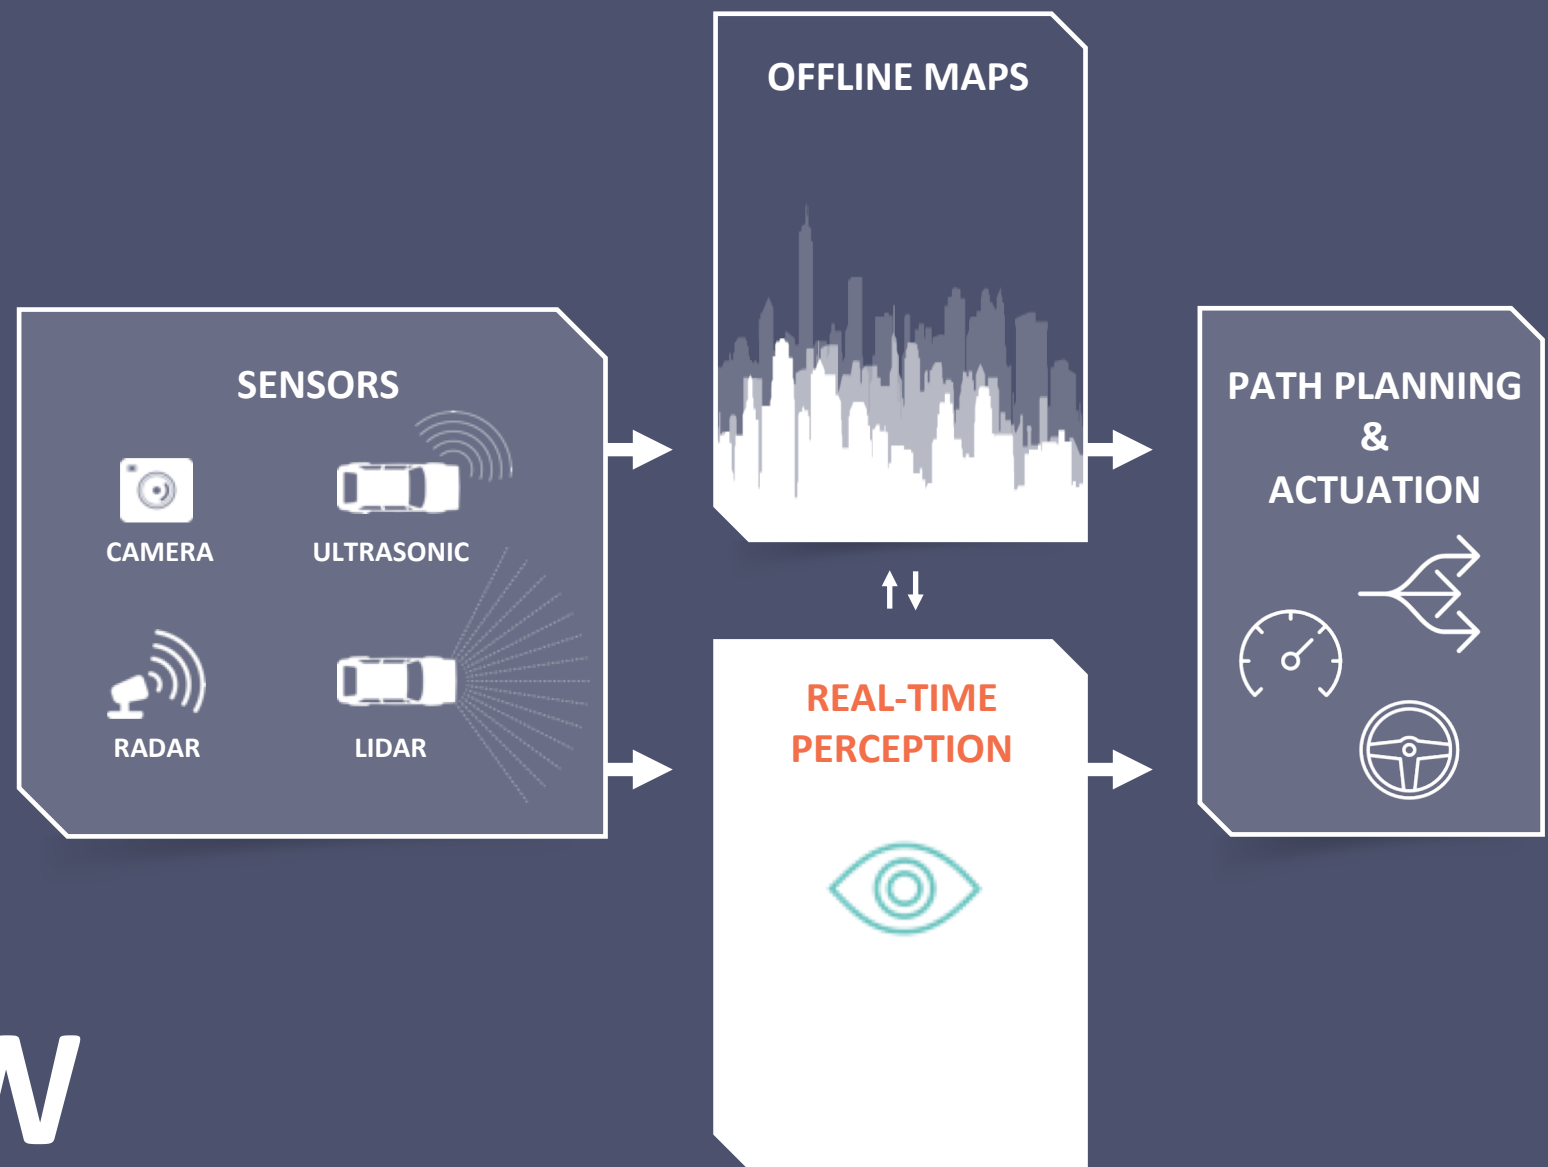 OFFLINE MAPS
SENSORS
CAMERA
ULTRASONIC
RADAR
LIDAR
REAL-TIME
PERCEPTION
PATH PLANNING
&
ACTUATION
W